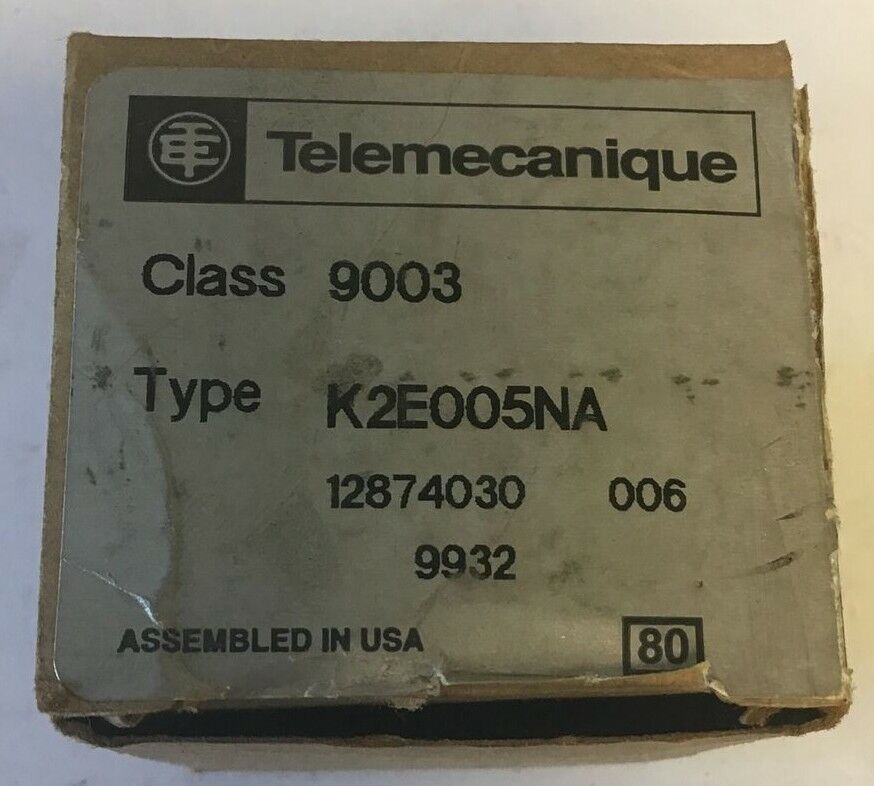 Telemecanique
Class 9003
Type K2E005NA
12874030 006
9932
ASSEMBLED IN USA 80